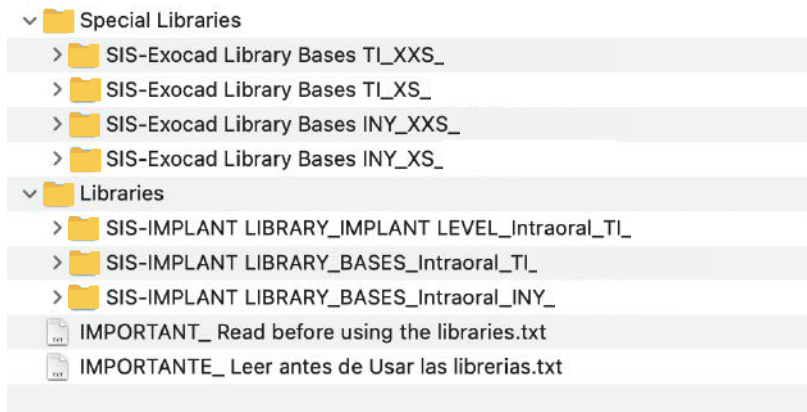 Special Libraries
SIS-Exocad Library Bases TI_XXS_
SIS-Exocad Library Bases TI_XS_
SIS-Exocad Library Bases INY_XXS_
SIS-Exocad Library Bases INY_XS_
Libraries
SIS-IMPLANT LIBRARY_IMPLANT LEVEL_Intraoral_TI_
SIS-IMPLANT LIBRARY_BASES_Intraoral_TI_
SIS-IMPLANT LIBRARY_BASES_Intraoral_INY_
IMPORTANT_ Read before using the libraries.txt
IMPORTANTE_ Leer antes de Usar las librerias.txt